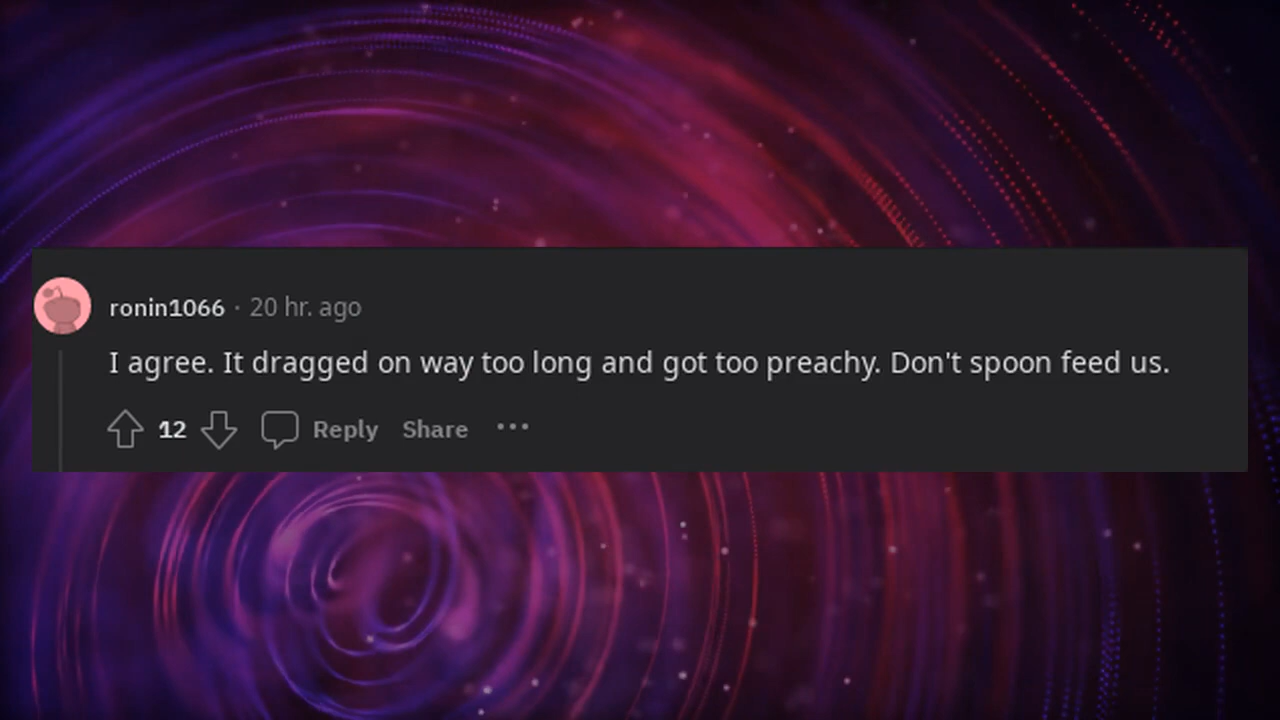 ronin1066 · 20 hr. ago
I agree. It dragged on way too long and got too preachy. Don't spoon feed us.
12 Reply Share •••